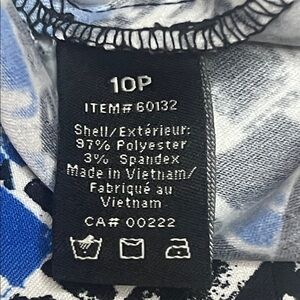 10P
ITEM# 60132
Shell/Extérieur:
97% Polyester
3% Spandex
Made in Vietnam/
Fabriqué au
Vietnam
CA# 00222